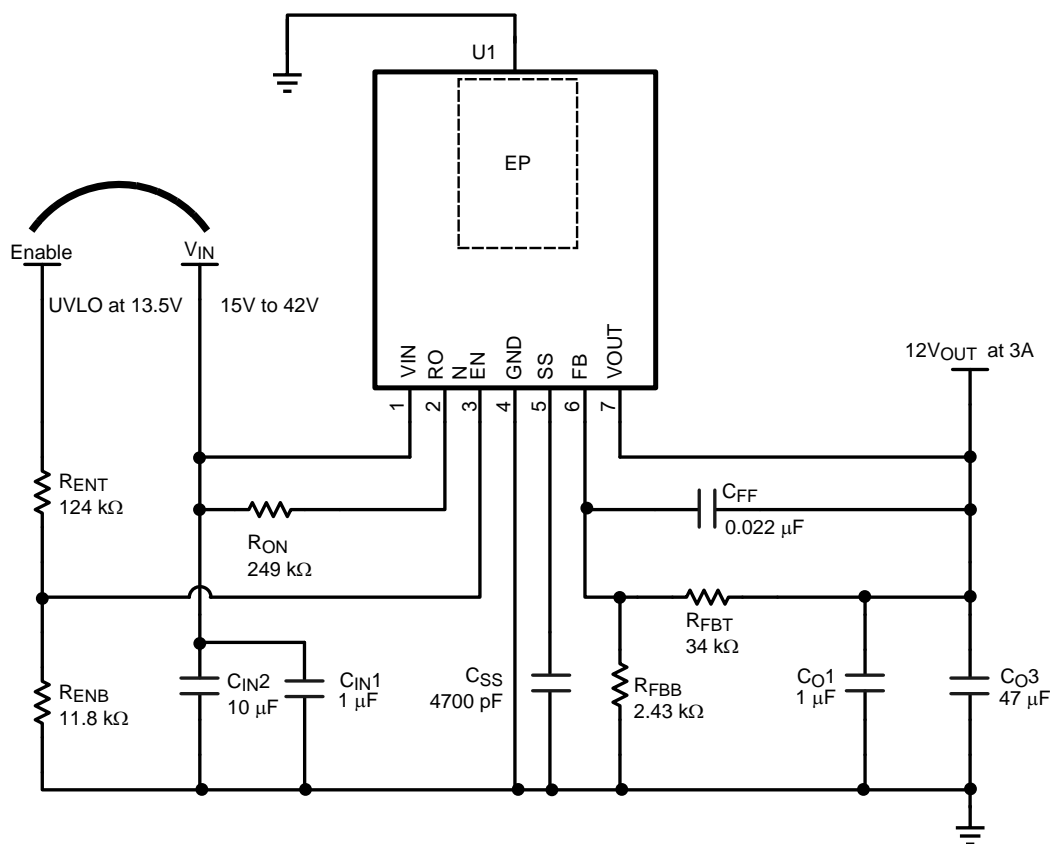 U1
EP
Enable
VIN
UVLO at 13.5V
15V to 42V
VIN
RO
N
EN
GND
SS
FB
VOUT
1
2
3
4
5
6
7
12VOUT at 3A
RENT
124 kΩ
RON
249 kΩ
CFF
0.022 μF
RFBT
34 kΩ
RENB
11.8 kΩ
CIN2
10 μF
CIN1
1 μF
CSS
4700 pF
RFBB
2.43 kΩ
CO1
1 μF
CO3
47 μF